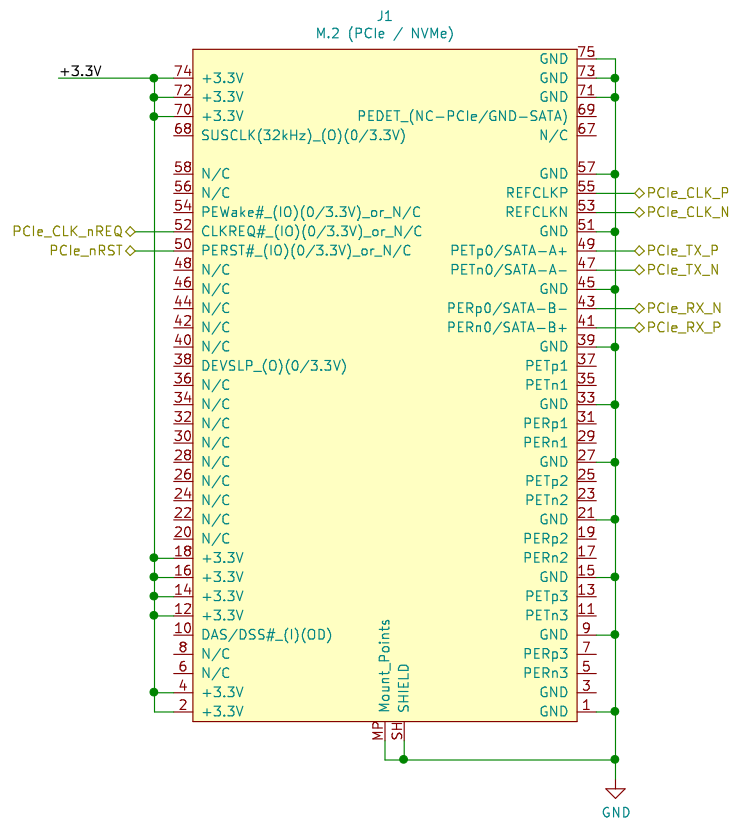 J1
M.2 (PCIe / NVMe)
75
GND
+3.3V
74
+3.3V
GND
73
72
+3.3V
GND
71
70
+3.3V
PEDET_(NC-PCIe/GND-SATA)
69
68
SUSCLK(32kHz)_(O)(0/3.3V)
N/C
67
58
N/C
GND
57
56
N/C
REFCLKP
55
PCIe_CLK_P
54
PEWake#_(IO)(0/3.3V)_or_N/C
REFCLKN
53
PCIe_CLK_N
PCIe_CLK_nREQ
52
CLKREQ#_(IO)(0/3.3V)_or_N/C
GND
51
PCIe_nRST
50
PERST#_(IO)(0/3.3V)_or_N/C
PETp0/SATA-A+
49
PCIe_TX_P
48
N/C
PETn0/SATA-A-
47
PCIe_TX_N
46
N/C
GND
45
44
N/C
PERp0/SATA-B-
43
PCIe_RX_N
42
N/C
PERn0/SATA-B+
41
PCIe_RX_P
40
N/C
GND
39
38
DEVSLP_(O)(0/3.3V)
PETp1
37
36
N/C
PETn1
35
34
N/C
GND
33
32
N/C
PERp1
31
30
N/C
PERn1
29
28
N/C
GND
27
26
N/C
PETp2
25
24
N/C
PETn2
23
22
N/C
GND
21
20
N/C
PERp2
19
18
+3.3V
PERn2
17
16
+3.3V
GND
15
14
+3.3V
PETp3
13
12
+3.3V
PETn3
11
10
DAS/DSS#_(I)(OD)
GND
9
8
N/C
PERp3
7
6
N/C
PERn3
5
4
+3.3V
GND
3
2
+3.3V
GND
1
Mount_Points
SHIELD
MP
SH
GND